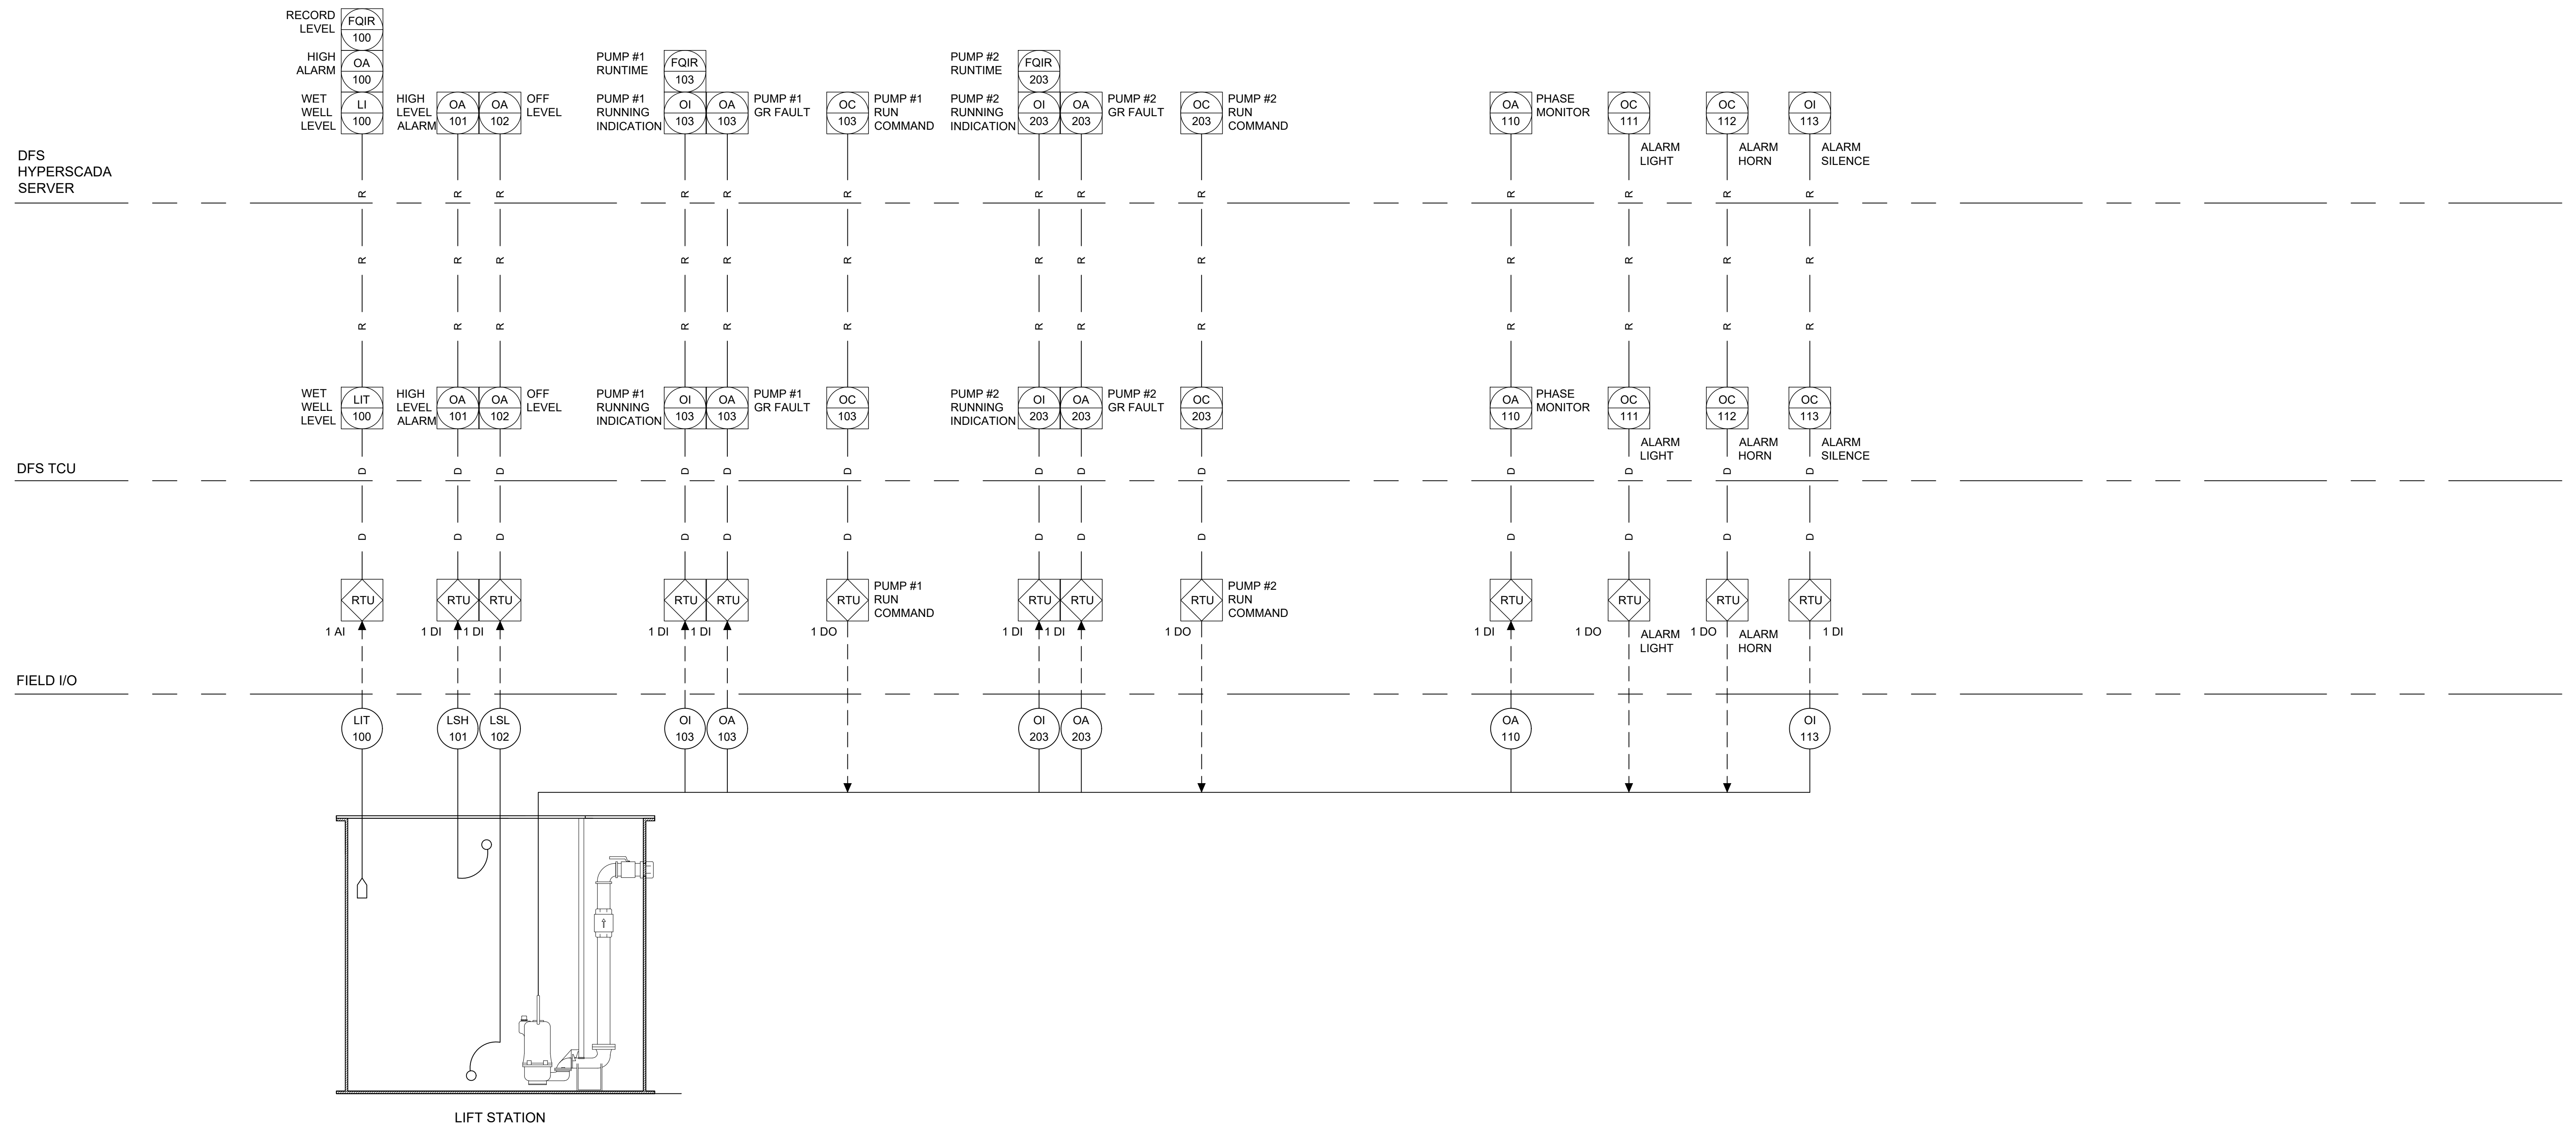 RECORD
LEVEL
FQIR
100
HIGH
ALARM
OA
100
PUMP #1
RUNTIME
FQIR
103
PUMP #2
RUNTIME
FQIR
203
WET
WELL
LEVEL
LI
100
HIGH
LEVEL
ALARM
OA
101
OA
102
OFF
LEVEL
PUMP #1
RUNNING
INDICATION
OI
103
OA
103
PUMP #1
GR FAULT
OC
103
PUMP #1
RUN
COMMAND
PUMP #2
RUNNING
INDICATION
OI
203
OA
203
PUMP #2
GR FAULT
OC
203
PUMP #2
RUN
COMMAND
OA
110
PHASE
MONITOR
OC
111
ALARM
LIGHT
OC
112
ALARM
HORN
OI
113
ALARM
SILENCE
DFS
HYPERSCADA
SERVER
R R R R R R R R R R R R
R R R R R R R R R R R R
R R R R R R R R R R R R
WET
WELL
LEVEL
LIT
100
HIGH
LEVEL
ALARM
OA
101
OA
102
OFF
LEVEL
PUMP #1
RUNNING
INDICATION
OI
103
OA
103
PUMP #1
GR FAULT
OC
103
PUMP #2
RUNNING
INDICATION
OI
203
OA
203
PUMP #2
GR FAULT
OC
203
OA
110
PHASE
MONITOR
OC
111
ALARM
LIGHT
OC
112
ALARM
HORN
OC
113
ALARM
SILENCE
DFS TCU
D D D D D D D D D D D D D
D D D D D D D D D D D D D
RTU
1 AI
RTU
1 DI
RTU
1 DI
RTU
1 DI
RTU
1 DI
RTU
1 DO
PUMP #1
RUN
COMMAND
RTU
1 DI
RTU
1 DI
RTU
1 DO
PUMP #2
RUN
COMMAND
RTU
1 DI
RTU
1 DO
ALARM
LIGHT
RTU
1 DO
ALARM
HORN
RTU
1 DI
FIELD I/O
LIT
100
LSH
101
LSL
102
OI
103
OA
103
OI
203
OA
203
OA
110
OI
113
LIFT STATION